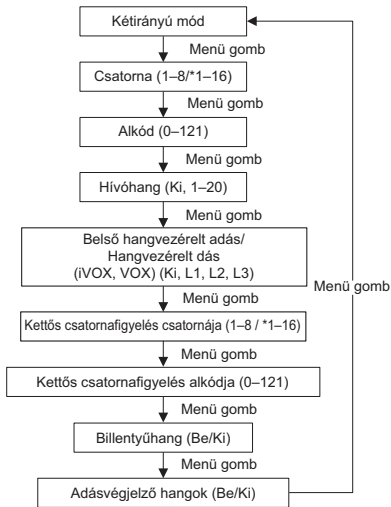 Kétirányú mód
Menü gomb
Csatorna (1–8/*1–16)
Menü gomb
Alkód (0–121)
Menü gomb
Hívóhang (Ki, 1–20)
Menü gomb
Belső hangvezérelt adás/
Hangvezérelt dás
(iVOX, VOX) (Ki, L1, L2, L3)
Menü gomb
Menü gomb
Kettős csatornafigyelés csatornája (1–8 / *1–16)
Menü gomb
Kettős csatornafigyelés alkódja (0–121)
Menü gomb
Billentyűhang (Be/Ki)
Menü gomb
Adásvégjelző hangok (Be/Ki)